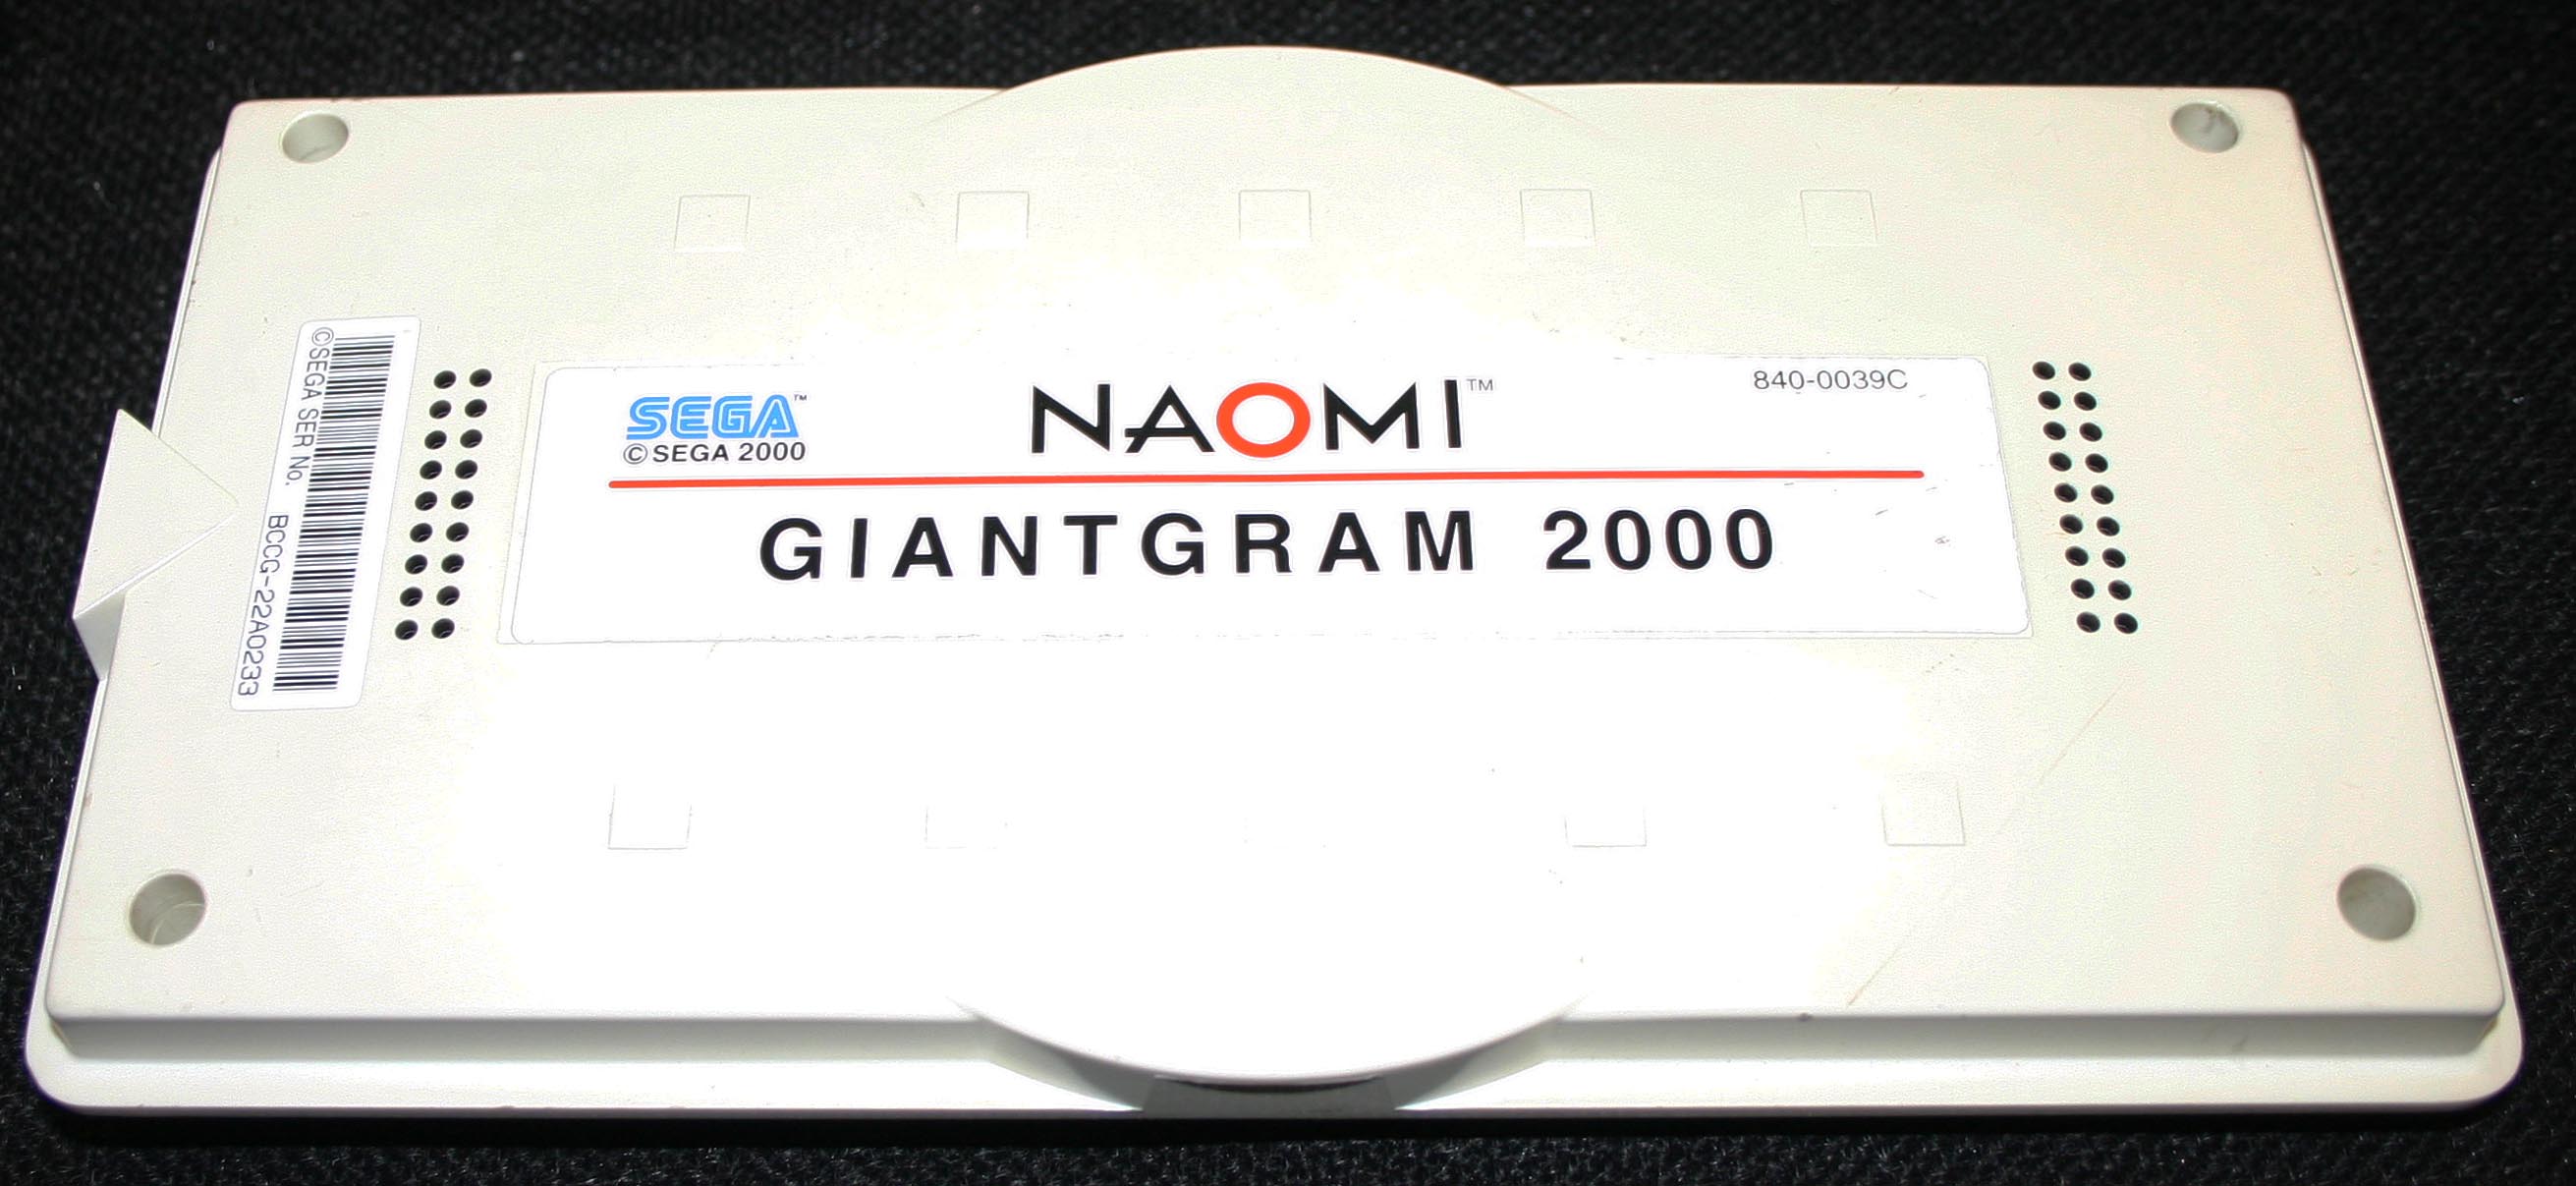 ©SEGA SER No. BCCG-22A0233
SEGA™
©SEGA 2000
NAOMI™
840-0039C
GIANTGRAM 2000